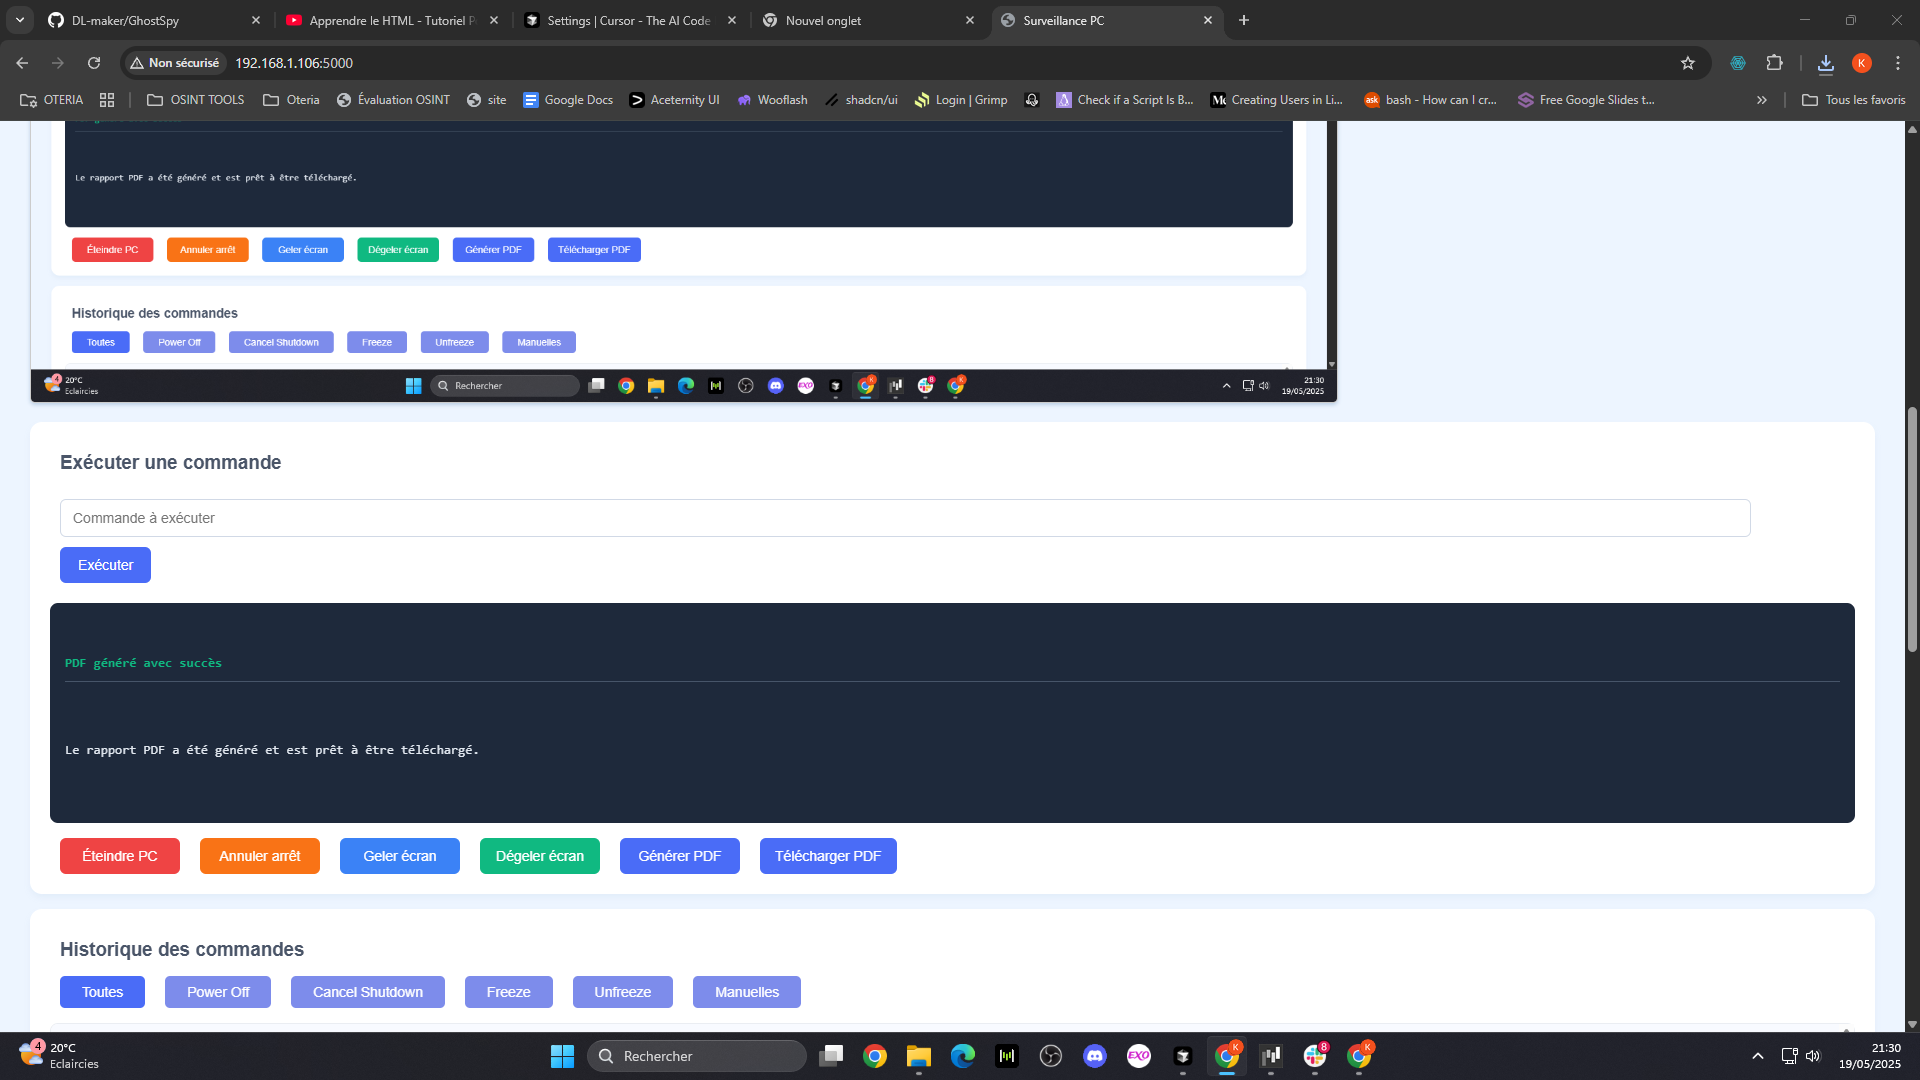 DL-maker/GhostSpy
Apprendre le HTML - Tutoriel P
Settings | Cursor - The AI Code
Nouvel onglet
Surveillance PC
Non sécurisé
192.168.1.106:5000
K
OTERIA
OSINT TOOLS
Oteria
Évaluation OSINT
site
Google Docs
Aceternity UI
Wooflash
shadcn/ui
Login | Grimp
Check if a Script Is B...
Creating Users in Li...
ask
bash - How can I cr...
Free Google Slides t...
Tous les favoris
Le rapport PDF a été généré et est prêt à être téléchargé.
Éteindre PC
Annuler arrêt
Geler écran
Dégeler écran
Générer PDF
Télécharger PDF
Historique des commandes
Toutes
Power Off
Cancel Shutdown
Freeze
Unfreeze
Manuelles
4
20°C
Eclaircies
Rechercher
EXO
21:30
19/05/2025
Exécuter une commande
Commande à exécuter
Exécuter
PDF généré avec succès
Le rapport PDF a été généré et est prêt à être téléchargé.
Éteindre PC
Annuler arrêt
Geler écran
Dégeler écran
Générer PDF
Télécharger PDF
Historique des commandes
Toutes
Power Off
Cancel Shutdown
Freeze
Unfreeze
Manuelles
4
20°C
Eclaircies
Rechercher
EXO
K
8
K
21:30
19/05/2025